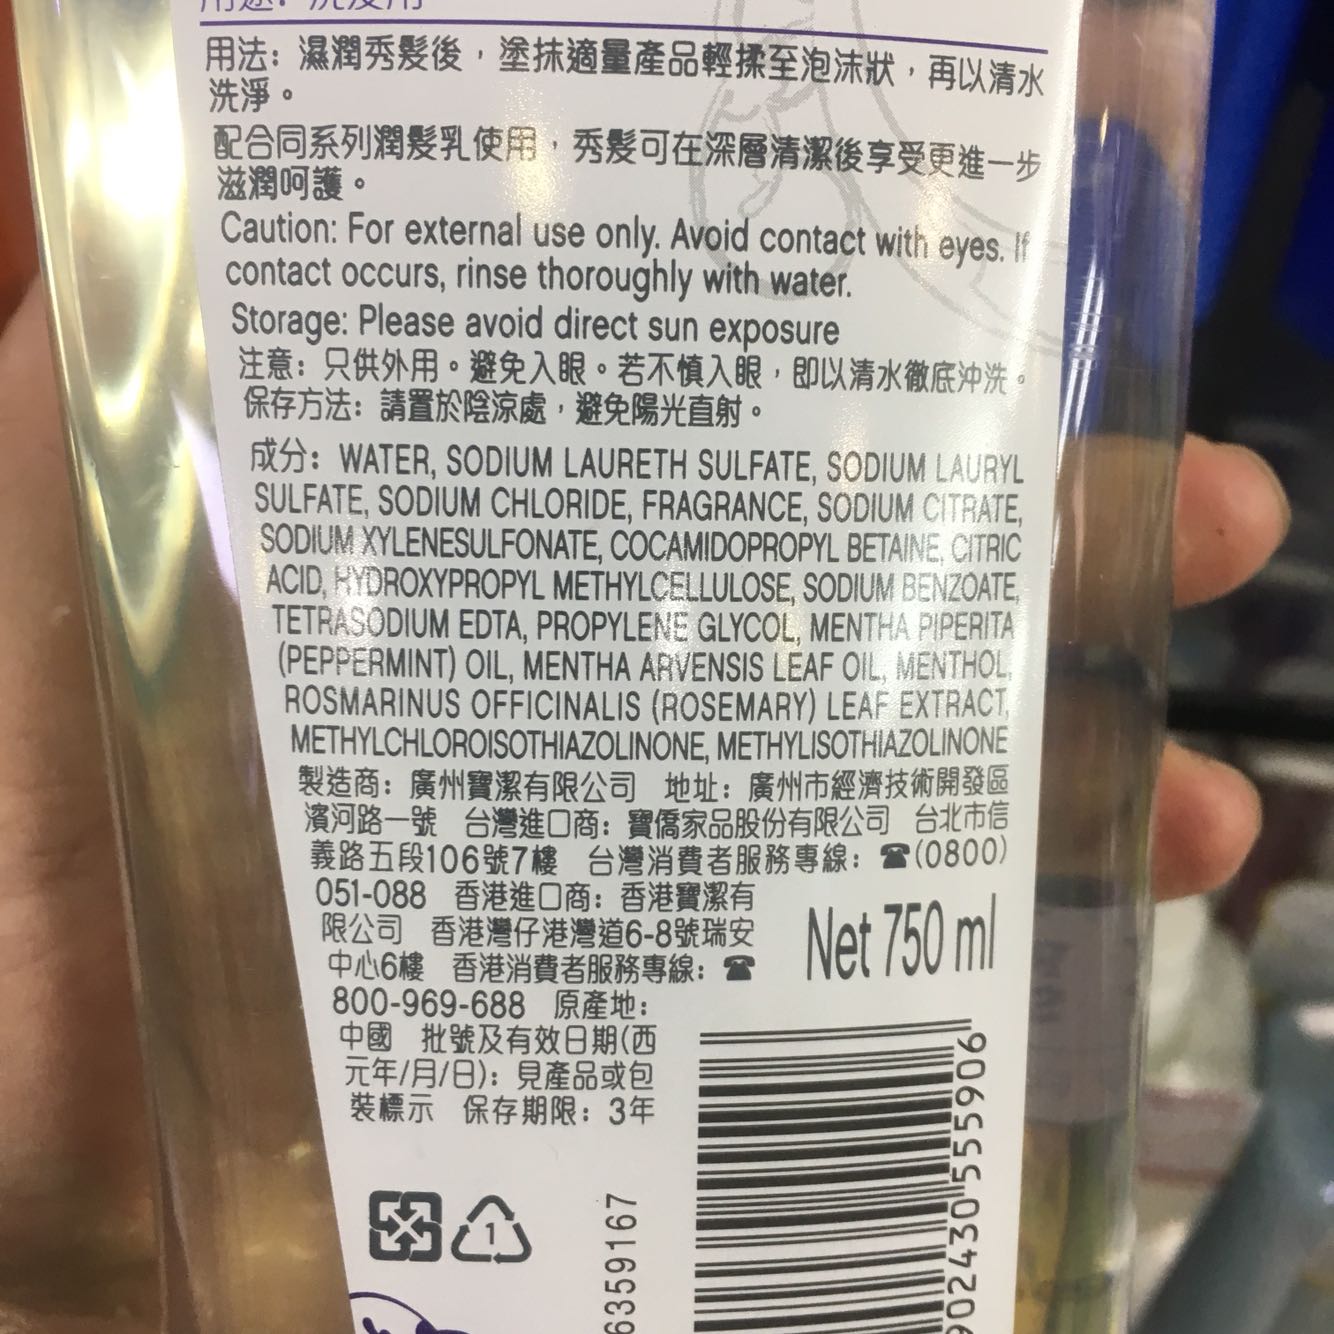 用途: 洗髮用
用法: 濕潤秀髮後，塗抹適量產品輕揉至泡沫狀，再以清水
洗淨。
配合同系列潤髮乳使用，秀髮可在深層清潔後享受更進一步
滋潤呵護。
Caution: For external use only. Avoid contact with eyes. If
contact occurs, rinse thoroughly with water.
Storage: Please avoid direct sun exposure
注意: 只供外用。避免入眼。若不慎入眼，即以清水徹底沖洗。
保存方法: 請置於陰涼處，避免陽光直射。
成分: WATER, SODIUM LAURETH SULFATE, SODIUM LAURYL
SULFATE, SODIUM CHLORIDE, FRAGRANCE, SODIUM CITRATE,
SODIUM XYLENESULFONATE, COCAMIDOPROPYL BETAINE, CITRIC
ACID, HYDROXYPROPYL METHYLCELLULOSE, SODIUM BENZOATE,
TETRASODIUM EDTA, PROPYLENE GLYCOL, MENTHA PIPERITA
(PEPPERMINT) OIL, MENTHA ARVENSIS LEAF OIL, MENTHOL,
ROSMARINUS OFFICINALIS (ROSEMARY) LEAF EXTRACT,
METHYLCHLOROISOTHIAZOLINONE, METHYLISOTHIAZOLINONE
製造商: 廣州寶潔有限公司 地址: 廣州市經濟技術開發區
濱河路一號 台灣進口商: 寶僑家品股份有限公司 台北市信
義路五段106號7樓 台灣消費者服務專線: ☎(0800)
051-088 香港進口商: 香港寶潔有
限公司 香港灣仔港灣道6-8號瑞安
中心6樓 香港消費者服務專線: ☎
800-969-688 原產地:
中國 批號及有效日期(西
元年/月/日): 見產品或包
裝標示 保存期限: 3年
Net 750 ml
1
6359167
902430555906